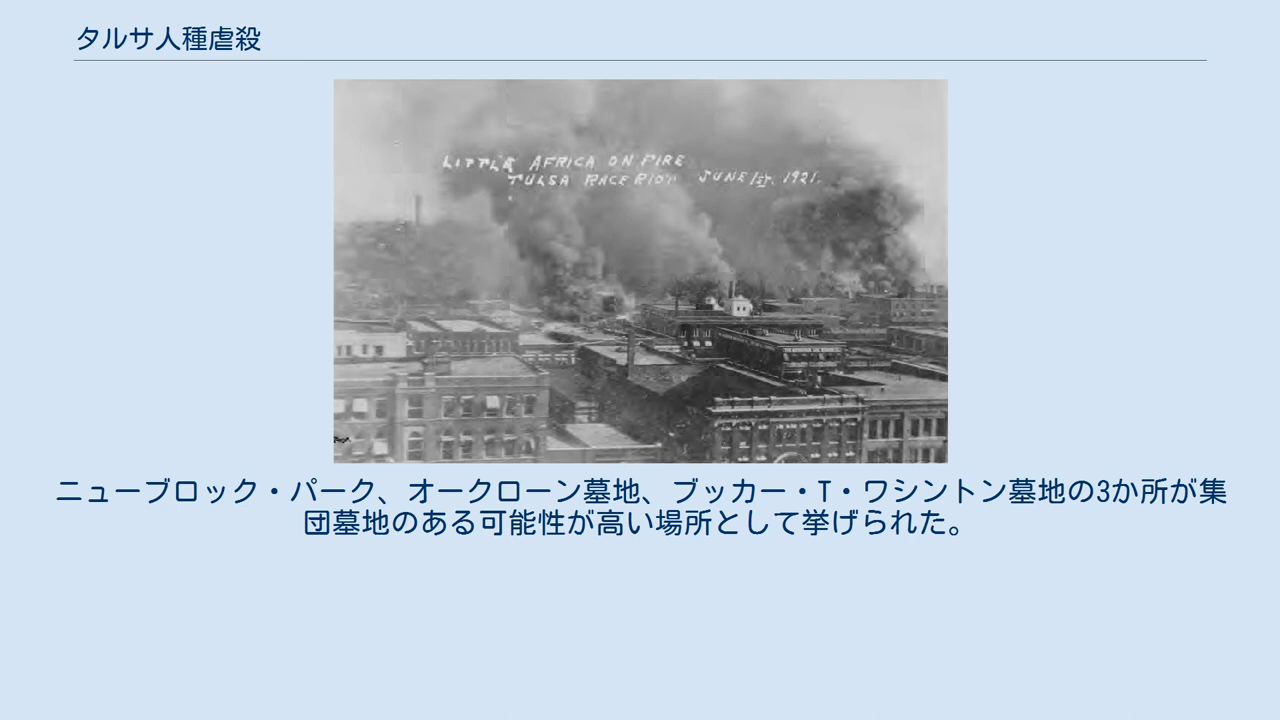 タルサ人種虐殺
LITTLE AFRICA ON FIRE
TULSA RACE RIOT JUNE 1ST. 1921.
ニューブロック・パーク、オークローン墓地、ブッカー・T・ワシントン墓地の3か所が集
団墓地のある可能性が高い場所として挙げられた。